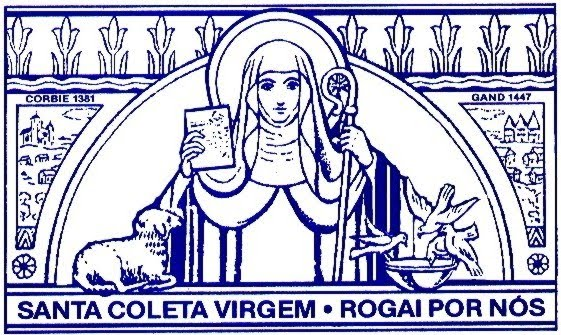 CORBIE 1381
GAND 1447
SANTA COLETA VIRGEM • ROGAI POR NÓS